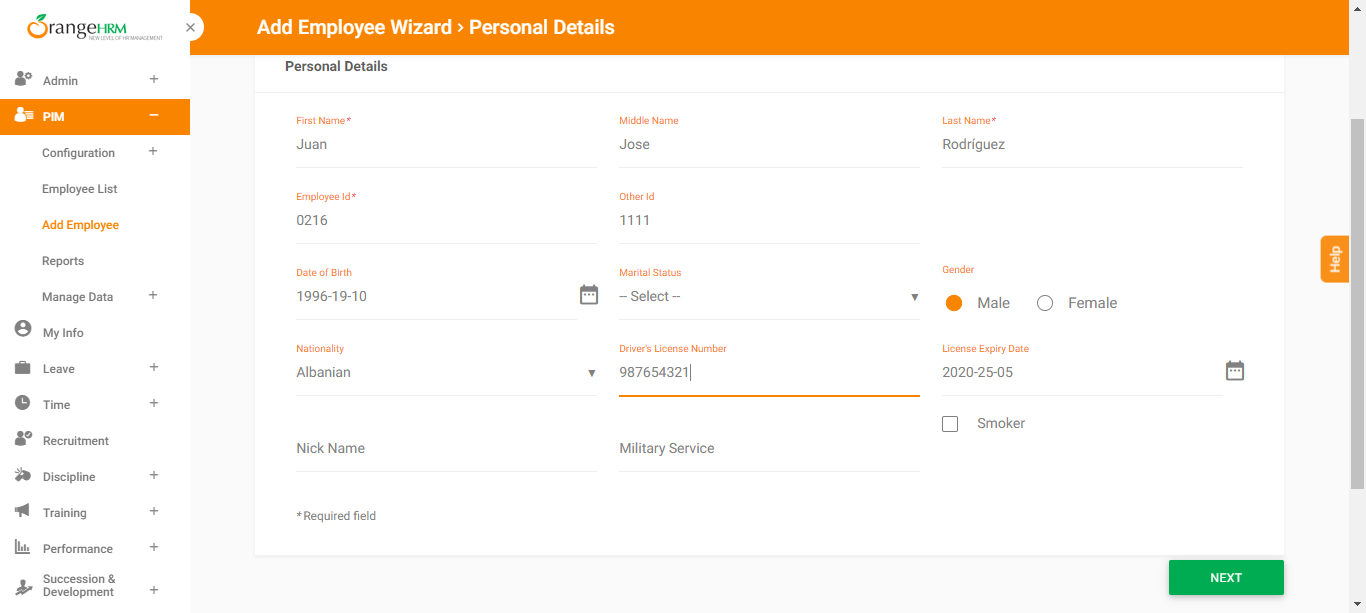 OrangeHRM
NEW LEVEL OF HR MANAGEMENT
Add Employee Wizard › Personal Details
Admin
PIM
Configuration
Employee List
Add Employee
Reports
Manage Data
My Info
Leave
Time
Recruitment
Discipline
Training
Performance
Succession &
Development
Personal Details
First Name* Middle Name Last Name*
Juan Jose Rodríguez
Employee Id* Other Id
0216 1111
Date of Birth Marital Status Gender
1996-19-10 -- Select -- Male Female
Nationality Driver's License Number License Expiry Date
Albanian 987654321 2020-25-05
Smoker
Nick Name Military Service
* Required field
NEXT
Help